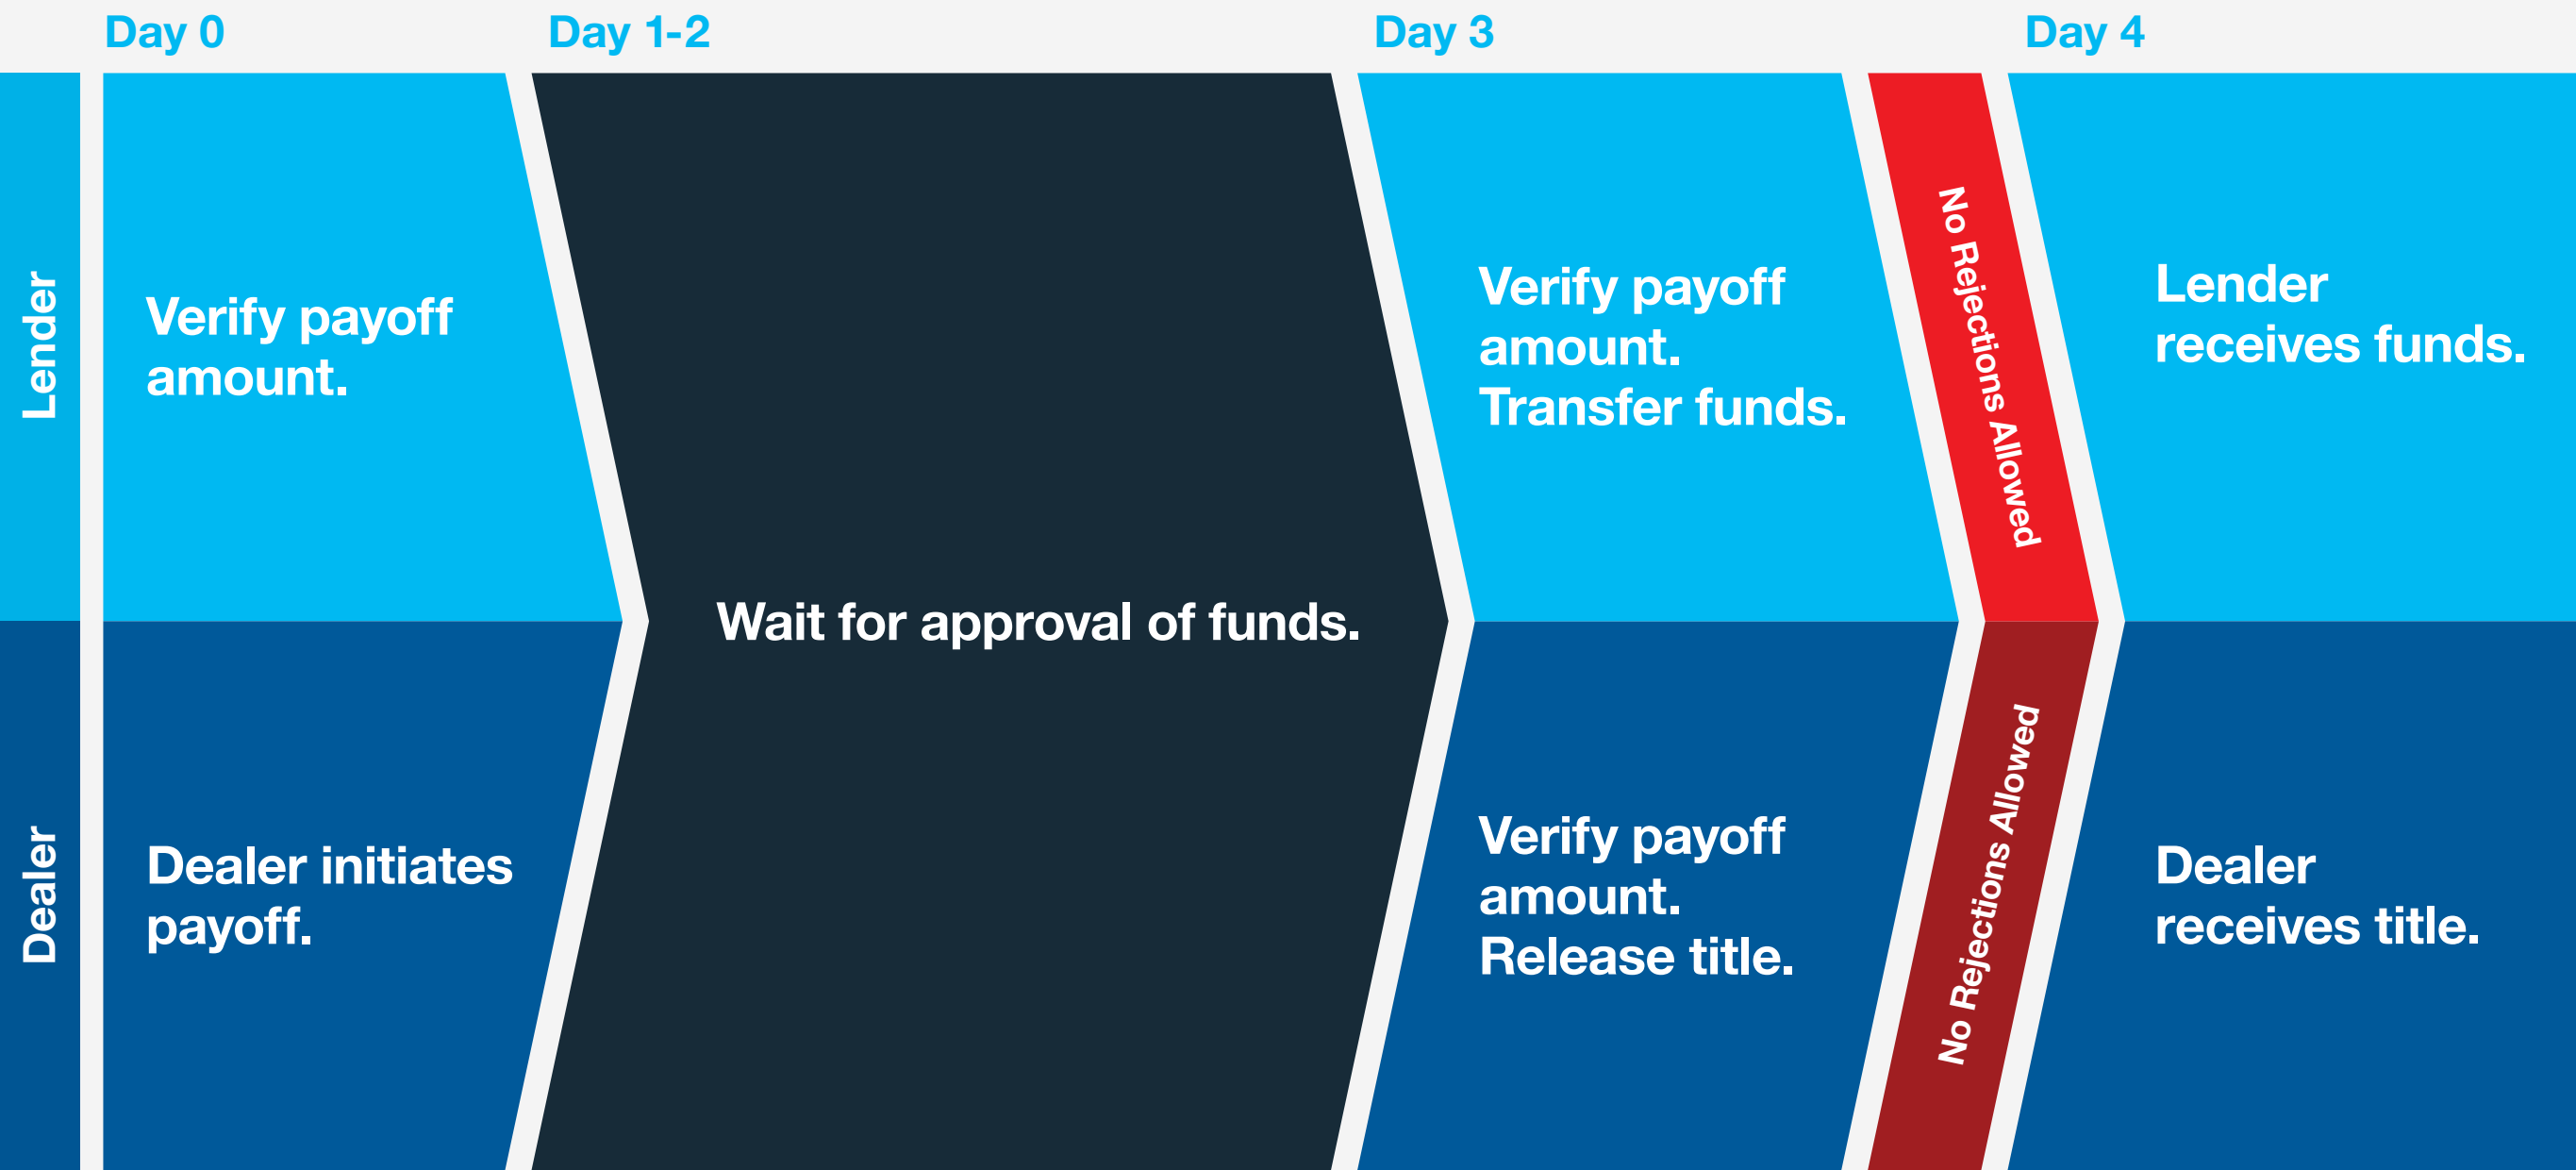 Day 0
Day 1-2
Day 3
Day 4
Lender
Verify payoff
amount.
Verify payoff
amount.
Transfer funds.
No Rejections Allowed
Lender
receives funds.
Wait for approval of funds.
Dealer
Dealer initiates
payoff.
Verify payoff
amount.
Release title.
No Rejections Allowed
Dealer
receives title.